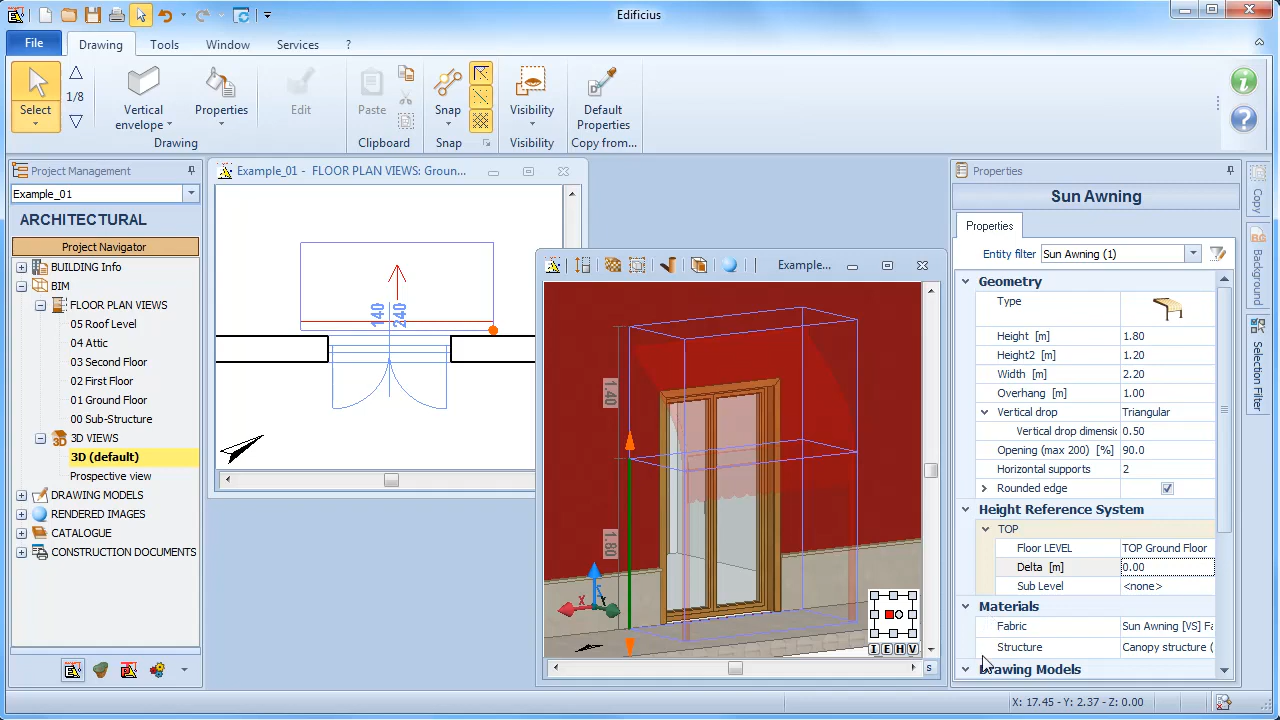 Edificius
File
Drawing
Tools
Window
Services
?
Select
1/8
Vertical envelope
Properties
Edit
Drawing
Paste
Clipboard
Snap
Snap
Visibility
Visibility
Default Properties
Copy from...
Project Management
Example_01
ARCHITECTURAL
Project Navigator
BUILDING Info
BIM
FLOOR PLAN VIEWS
05 Roof Level
04 Attic
03 Second Floor
02 First Floor
01 Ground Floor
00 Sub-Structure
3D VIEWS
3D (default)
Prospective view
DRAWING MODELS
RENDERED IMAGES
CATALOGUE
CONSTRUCTION DOCUMENTS
Example_01 - FLOOR PLAN VIEWS: Groun...
140
240
Example...
1.40
1.80
X
Y
I E H V
s
Properties
Sun Awning
Properties
Entity filter Sun Awning (1)
Geometry
Type
Height [m] 1.80
Height2 [m] 1.20
Width [m] 2.20
Overhang [m] 1.00
Vertical drop Triangular
Vertical drop dimensic 0.50
Opening (max 200) [%] 90.0
Horizontal supports 2
Rounded edge
Height Reference System
TOP
Floor LEVEL TOP Ground Floor
Delta [m] 0.00
Sub Level <none>
Materials
Fabric Sun Awning [VS] Fa
Structure Canopy structure (
Drawing Models
Copy
Background
Selection Filter
X: 17.45 - Y: 2.37 - Z: 0.00